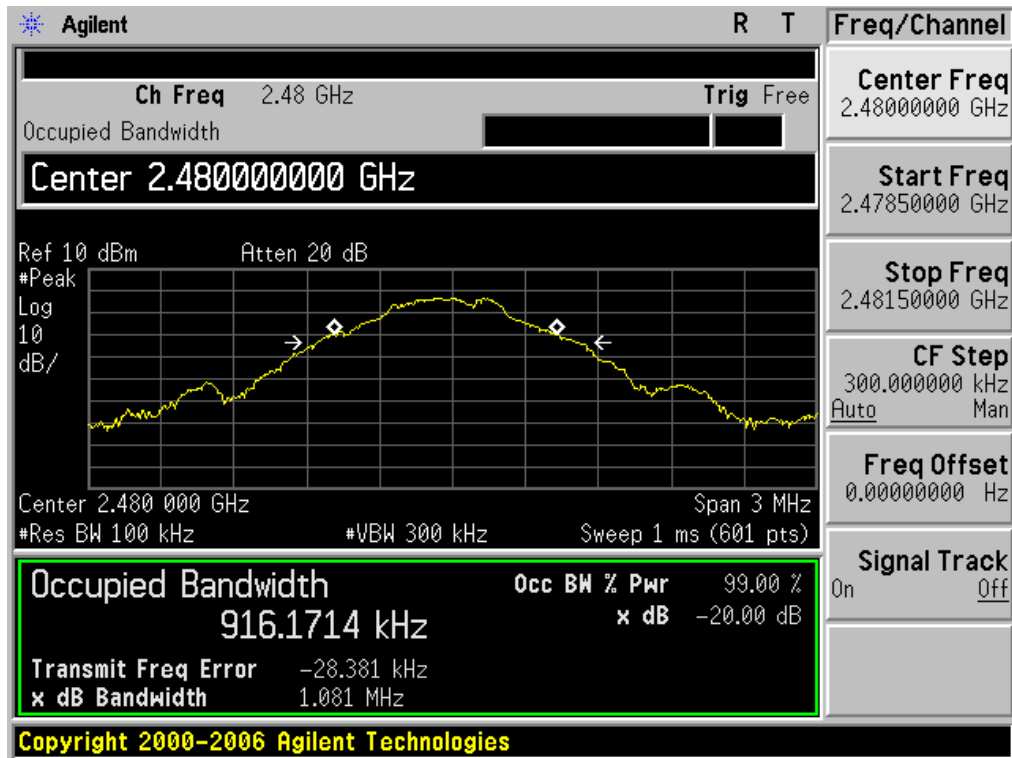 Agilent R T
Ch Freq 2.48 GHz Trig Free
Occupied Bandwidth
Center 2.480000000 GHz
Ref 10 dBm Atten 20 dB
#Peak
Log
10
dB/
Center 2.480 000 GHz Span 3 MHz
#Res BW 100 kHz #VBW 300 kHz Sweep 1 ms (601 pts)
Occupied Bandwidth Occ BW % Pwr 99.00 %
916.1714 kHz x dB -20.00 dB
Transmit Freq Error -28.381 kHz
x dB Bandwidth 1.081 MHz
Copyright 2000-2006 Agilent Technologies
Freq/Channel
Center Freq
2.48000000 GHz
Start Freq
2.47850000 GHz
Stop Freq
2.48150000 GHz
CF Step
300.000000 kHz
Auto Man
Freq Offset
0.00000000 Hz
Signal Track
On Off